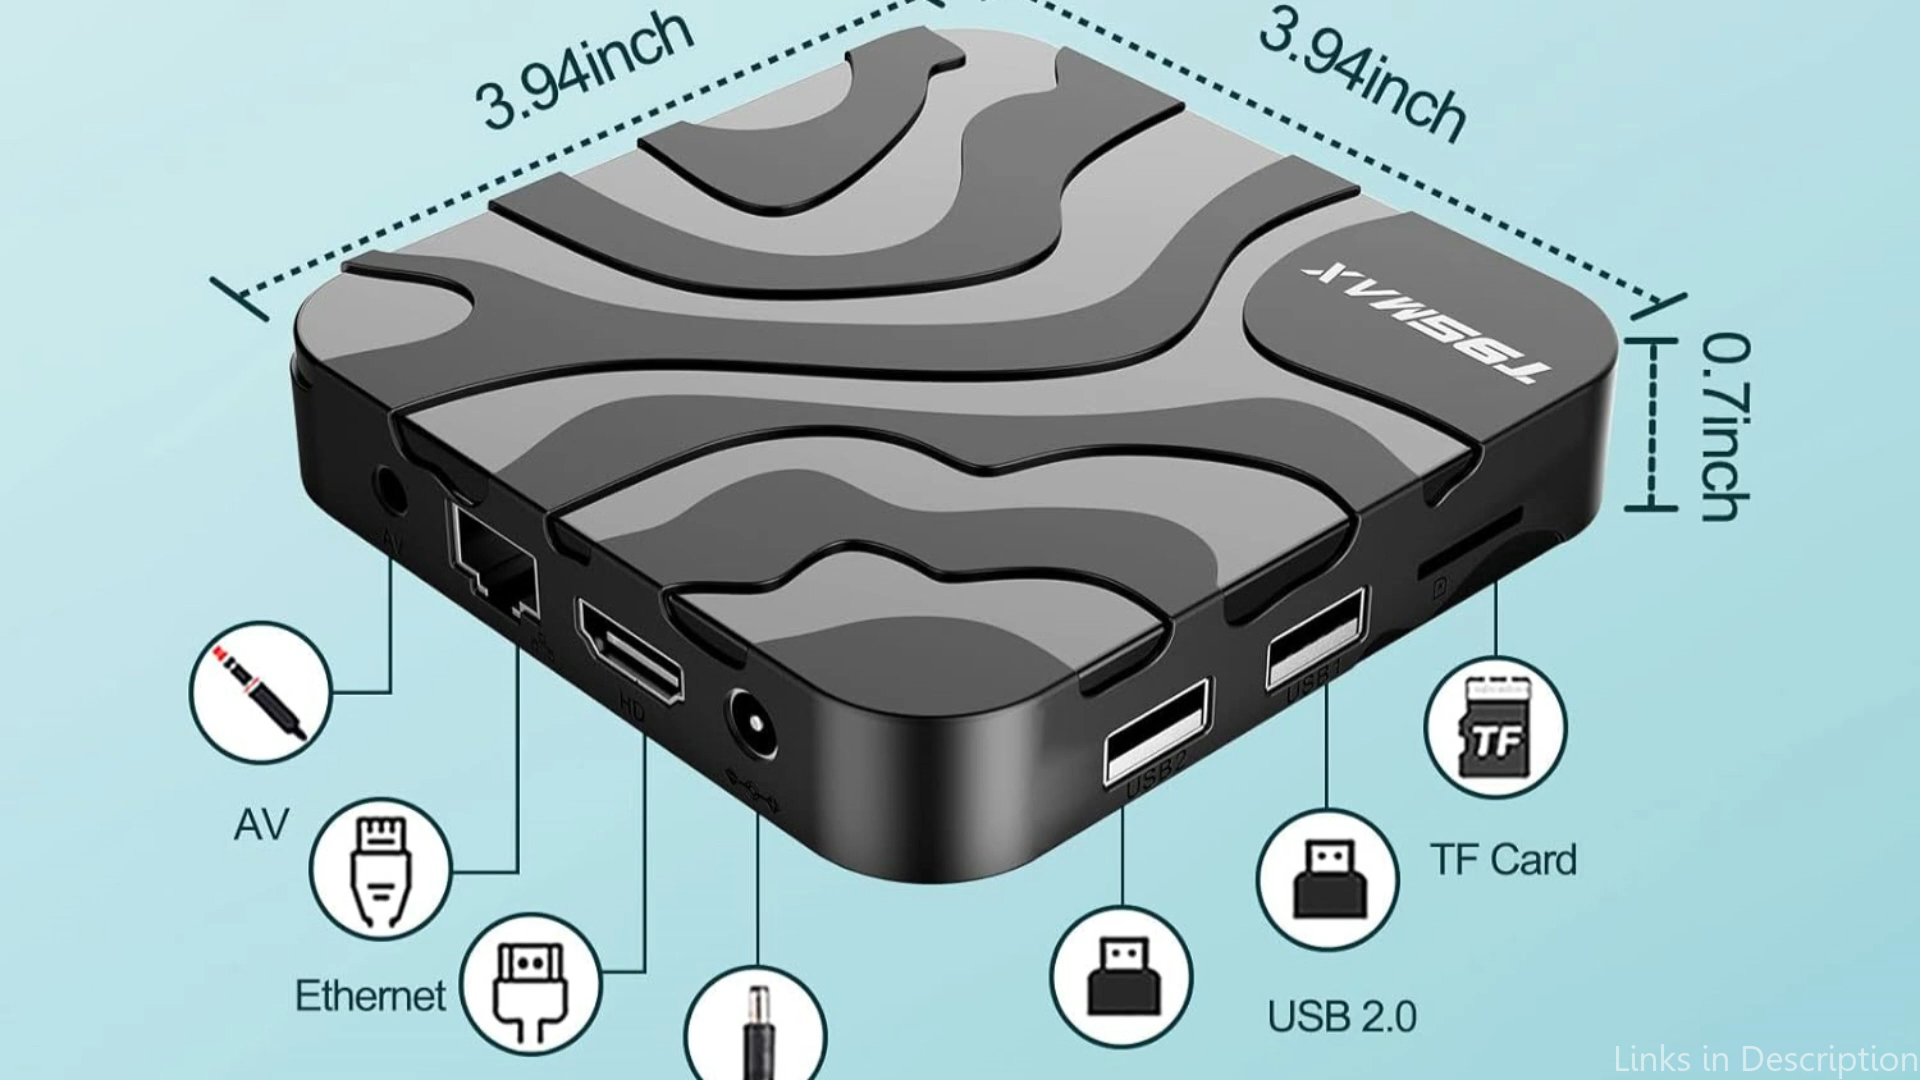 3.94inch
3.94inch
T95MAX
0.7inch
AV
HD
USB2
USB1
TF
AV
TF Card
Ethernet
USB 2.0
Links in Description